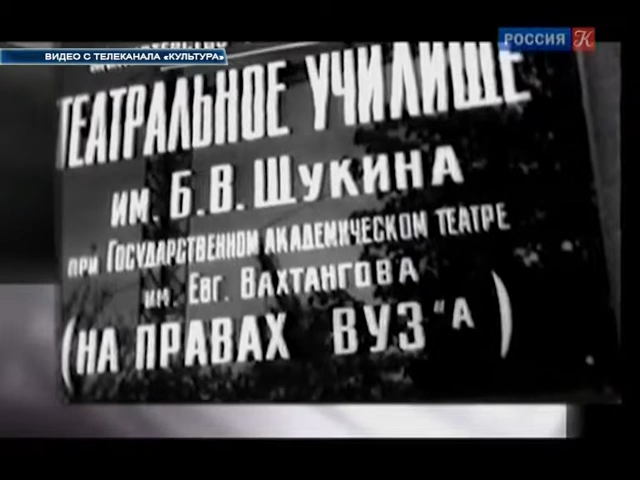 РОССИЯ К
ВИДЕО С ТЕЛЕКАНАЛА «КУЛЬТУРА»
ТЕАТРАЛЬНОЕ УЧИЛИЩЕ
ИМ. Б.В. ЩУКИНА
ПРИ ГОСУДАРСТВЕННОМ АКАДЕМИЧЕСКОМ ТЕАТРЕ
ИМ. ЕВГ. ВАХТАНГОВА
(НА ПРАВАХ ВУЗ"А)